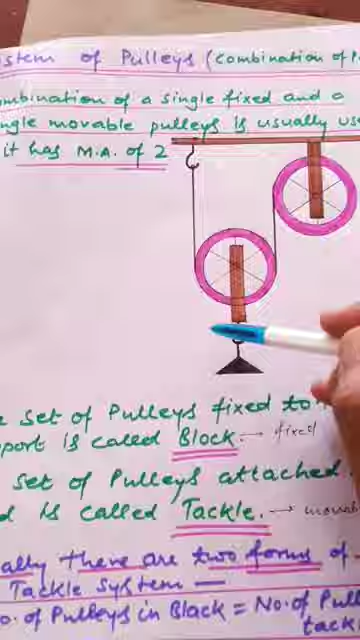 stem of Pulleys (Combination of P
ombination of a single fixed and a
ngle movable pulleys is usually use
it has M.A. of 2
set of Pulleys fixed to
port is called Block. → fixed
set of Pulleys attached
d is called Tackle. → movab
ally there are two forms of
Tackle System —
o. of Pulleys in Black = No. of Pull
tack